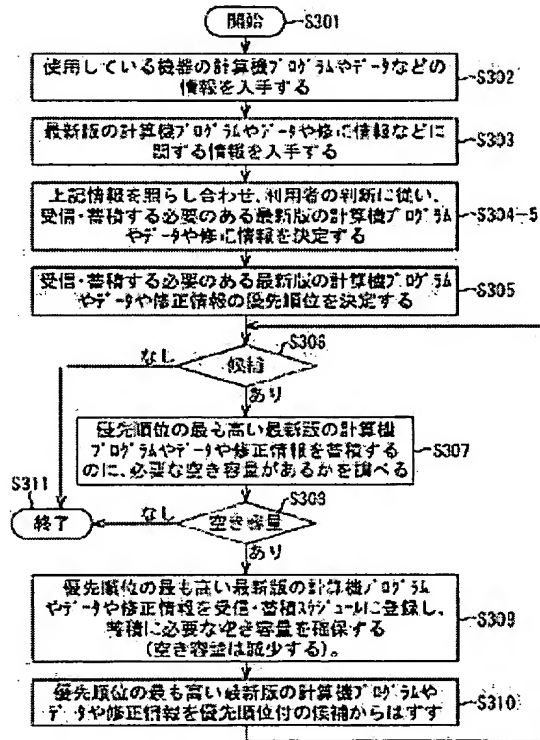 開始
S301
使用している機器の計算機プログラムやデータなどの
情報を入手する
S302
最新版の計算機プログラムやデータや修正情報などに
関する情報を入手する
S303
上記情報を照らし合わせ、利用者の判断に従い、
受信・蓄積する必要のある最新版の計算機プログラム
やデータや修正情報を決定する
S304-5
受信・蓄積する必要のある最新版の計算機プログラム
やデータや修正情報の優先順位を決定する
S305
S306
なし
候補
あり
優先順位の最も高い最新版の計算機
プログラムやデータや修正情報を蓄積する
のに、必要な空き容量があるかを調べる
S307
S311
終了
なし
空き容量
あり
優先順位の最も高い最新版の計算機プログラム
やデータや修正情報を受信・蓄積スケジュールに登録し、
蓄積に必要な空き容量を確保する
(空き容量は減少する)。
S309
優先順位の最も高い最新版の計算機プログラムや
データや修正情報を優先順位付の候補からはずす
S310